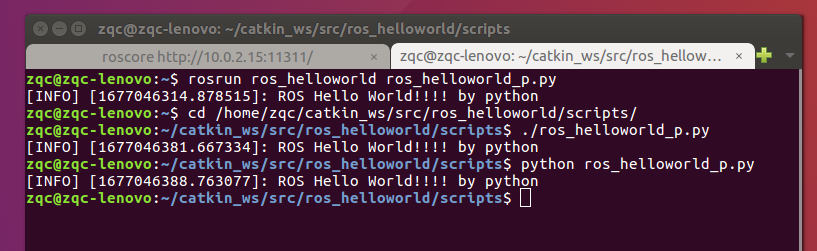 zqc@zqc-lenovo: ~/catkin_ws/src/ros_helloworld/scripts
roscore http://10.0.2.15:11311/ × zqc@zqc-lenovo: ~/catkin_ws/src/ros_hellow… ×
zqc@zqc-lenovo:~$ rosrun ros_helloworld ros_helloworld_p.py
[INFO] [1677046314.878515]: ROS Hello World!!!! by python
zqc@zqc-lenovo:~$ cd /home/zqc/catkin_ws/src/ros_helloworld/scripts/
zqc@zqc-lenovo:~/catkin_ws/src/ros_helloworld/scripts$ ./ros_helloworld_p.py
[INFO] [1677046381.667334]: ROS Hello World!!!! by python
zqc@zqc-lenovo:~/catkin_ws/src/ros_helloworld/scripts$ python ros_helloworld_p.py
[INFO] [1677046388.763077]: ROS Hello World!!!! by python
zqc@zqc-lenovo:~/catkin_ws/src/ros_helloworld/scripts$